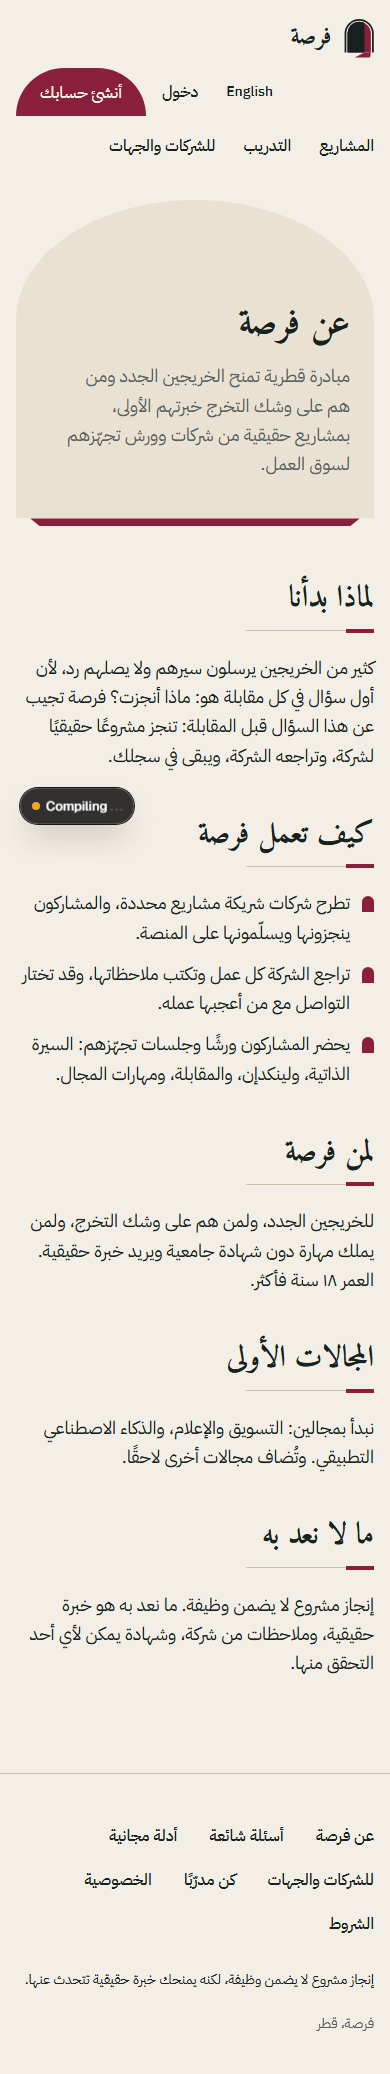 فرصة
English
دخول
أنشئ حسابك
المشاريع
التدريب
للشركات والجهات
عن فرصة
مبادرة قطرية تمنح الخريجين الجدد ومن
هم على وشك التخرج خبرتهم الأولى،
بمشاريع حقيقية من شركات وورش تجهّزهم
لسوق العمل.
لماذا بدأنا
كثير من الخريجين يرسلون سيرهم ولا يصلهم رد، لأن
أول سؤال في كل مقابلة هو: ماذا أنجزت؟ فرصة تجيب
عن هذا السؤال قبل المقابلة: تنجز مشروعًا حقيقيًا
لشركة، وتراجعه الشركة، ويبقى في سجلك.
Compiling ...
كيف تعمل فرصة
تطرح شركات شريكة مشاريع محددة، والمشاركون
ينجزونها ويسلّمونها على المنصة.
تراجع الشركة كل عمل وتكتب ملاحظاتها، وقد تختار
التواصل مع من أعجبها عمله.
يحضر المشاركون ورشًا وجلسات تجهّزهم: السيرة
الذاتية، ولينكدإن، والمقابلة، ومهارات المجال.
لمن فرصة
للخريجين الجدد، ولمن هم على وشك التخرج، ولمن
يملك مهارة دون شهادة جامعية ويريد خبرة حقيقية.
العمر ١٨ سنة فأكثر.
المجالات الأولى
نبدأ بمجالين: التسويق والإعلام، والذكاء الاصطناعي
التطبيقي. وتُضاف مجالات أخرى لاحقًا.
ما لا نعد به
إنجاز مشروع لا يضمن وظيفة. ما نعد به هو خبرة
حقيقية، وملاحظات من شركة، وشهادة يمكن لأي أحد
التحقق منها.
عن فرصة
أسئلة شائعة
أدلة مجانية
للشركات والجهات
كن مدرّبًا
الخصوصية
الشروط
إنجاز مشروع لا يضمن وظيفة، لكنه يمنحك خبرة حقيقية تتحدث عنها.
فرصة، قطر